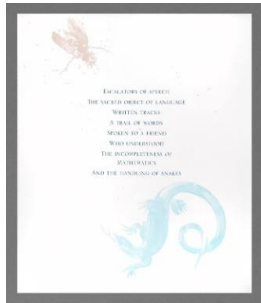 Escalators of speech
The sacred object of language
Written tracks
A trail of words
Spoken to a friend
Who understands
The incompleteness of
Mathematics
And the handling of snakes